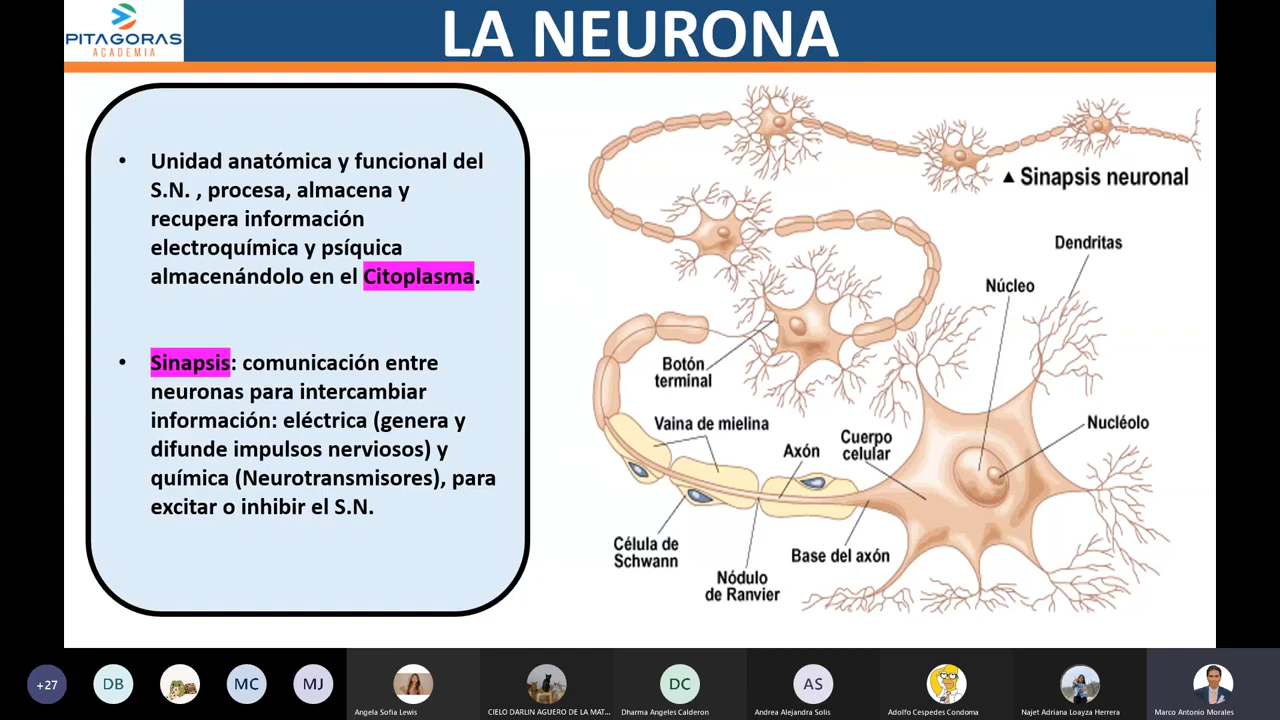 PITAGORAS
ACADEMIA
LA NEURONA
• Unidad anatómica y funcional del
S.N. , procesa, almacena y
recupera información
electroquímica y psíquica
almacenándolo en el Citoplasma.
• Sinapsis: comunicación entre
neuronas para intercambiar
información: eléctrica (genera y
difunde impulsos nerviosos) y
química (Neurotransmisores), para
excitar o inhibir el S.N.
▲ Sinapsis neuronal
Dendritas
Núcleo
Botón
terminal
Vaina de mielina
Nucléolo
Cuerpo
celular
Axón
Célula de
Schwann
Base del axón
Nódulo
de Ranvier
+27
DB
MC
MJ
DC
AS
Angela Sofia Lewis
CIELO DARLIN AGUERO DE LA MAT...
Dharma Angeles Calderon
Andrea Alejandra Solis
Adolfo Cespedes Condoma
Najet Adriana Loayza Herrera
Marco Antonio Morales